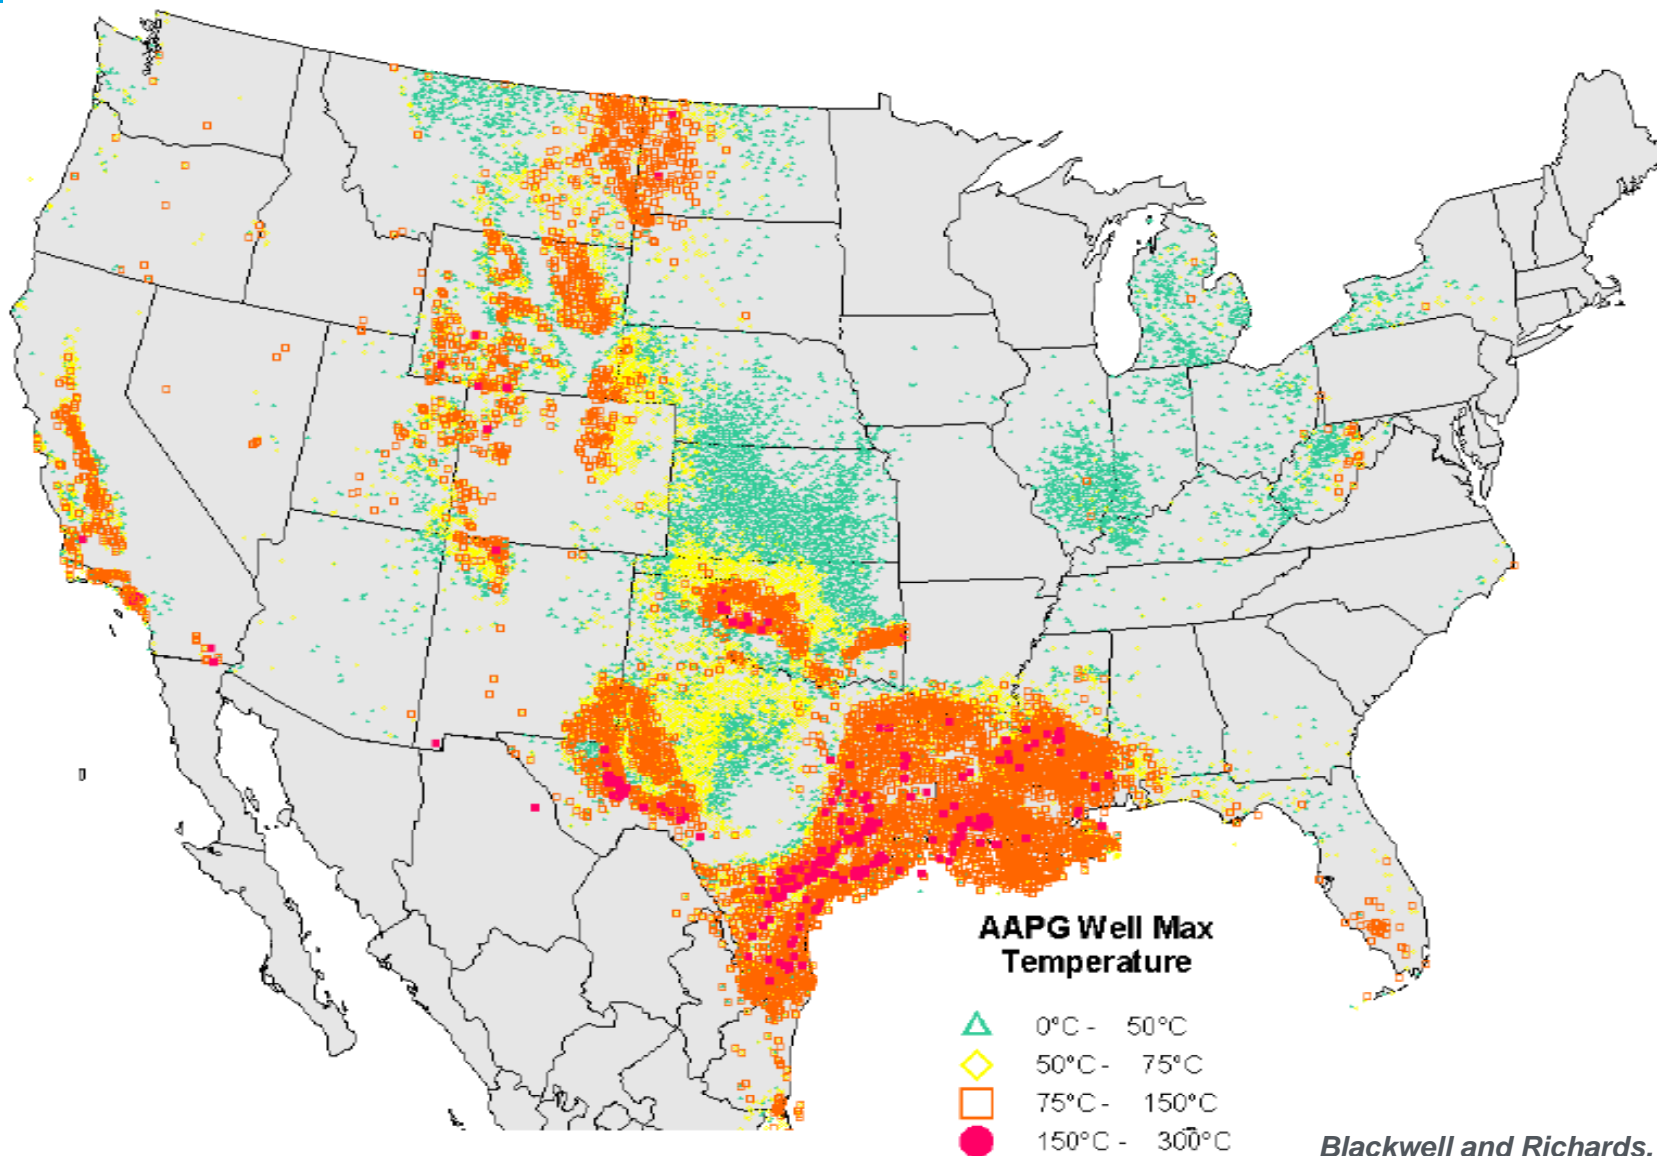 AAPG Well Max
Temperature
0°C - 50°C
50°C - 75°C
75°C - 150°C
150°C - 300°C
Blackwell and Richards,